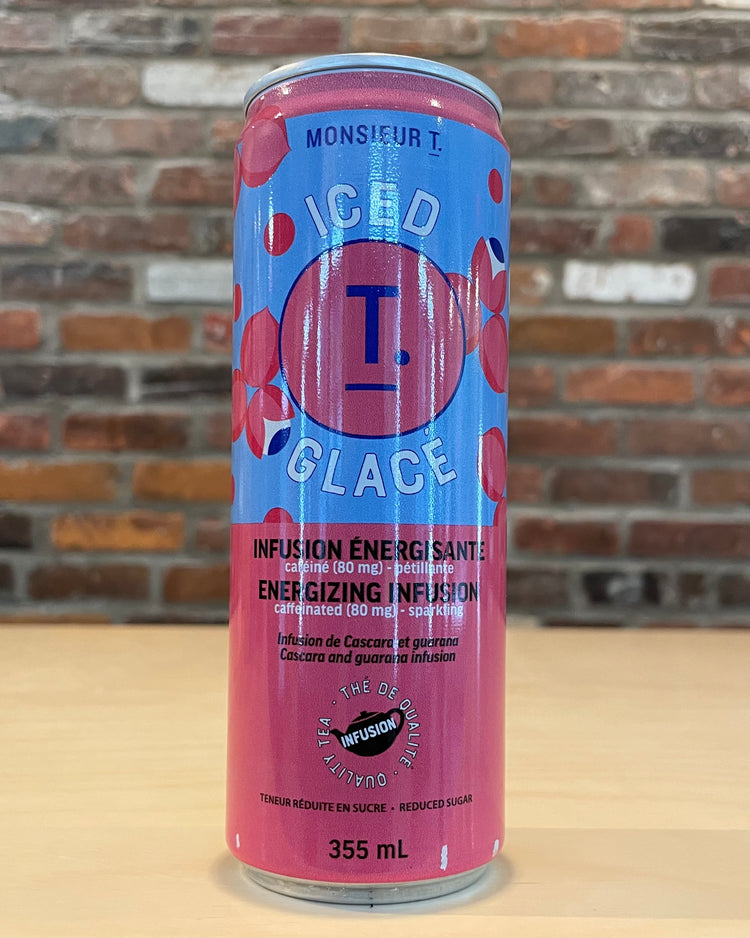 MONSIEUR T.
ICED
T.
GLACÉ
INFUSION ÉNERGISANTE
caféiné (80 mg) - pétillante
ENERGIZING INFUSION
caffeinated (80 mg) - sparkling
Infusion de Cascara et guarana
Cascara and guarana infusion
· THÉ DE QUALITÉ · QUALITY TEA
INFUSION
TENEUR RÉDUITE EN SUCRE • REDUCED SUGAR
355 mL